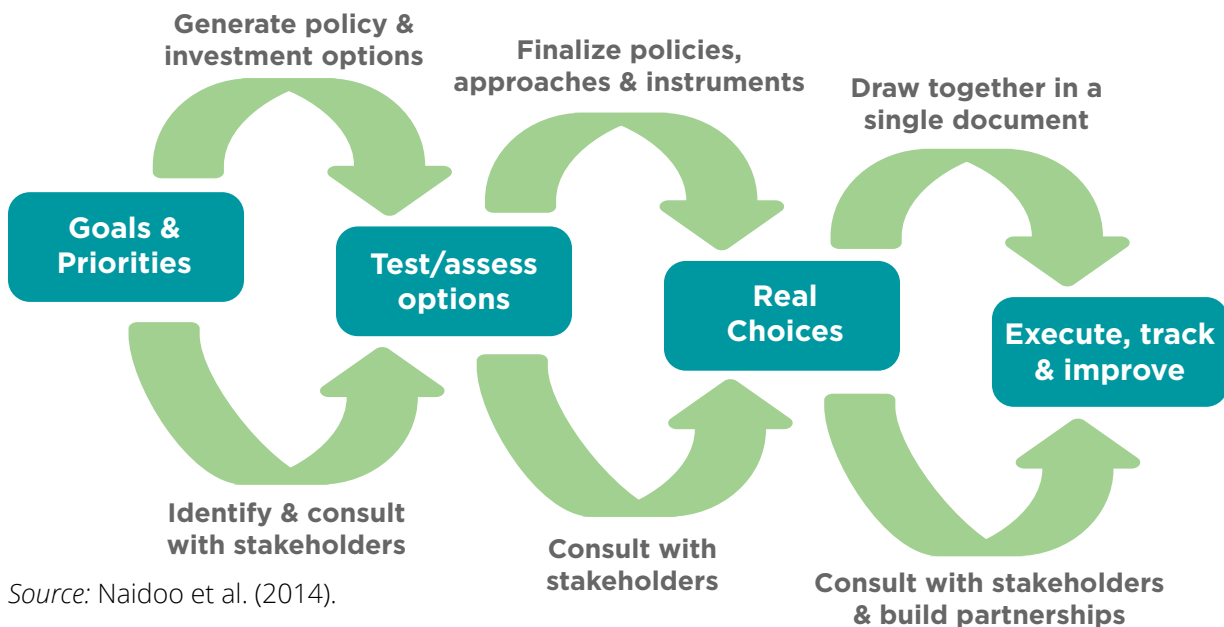 Generate policy &
investment options
Finalize policies,
approaches & instruments
Draw together in a
single document
Goals &
Priorities
Test/assess
options
Real
Choices
Execute, track
& improve
Identify & consult
with stakeholders
Consult with
stakeholders
Consult with stakeholders
& build partnerships
Source: Naidoo et al. (2014).